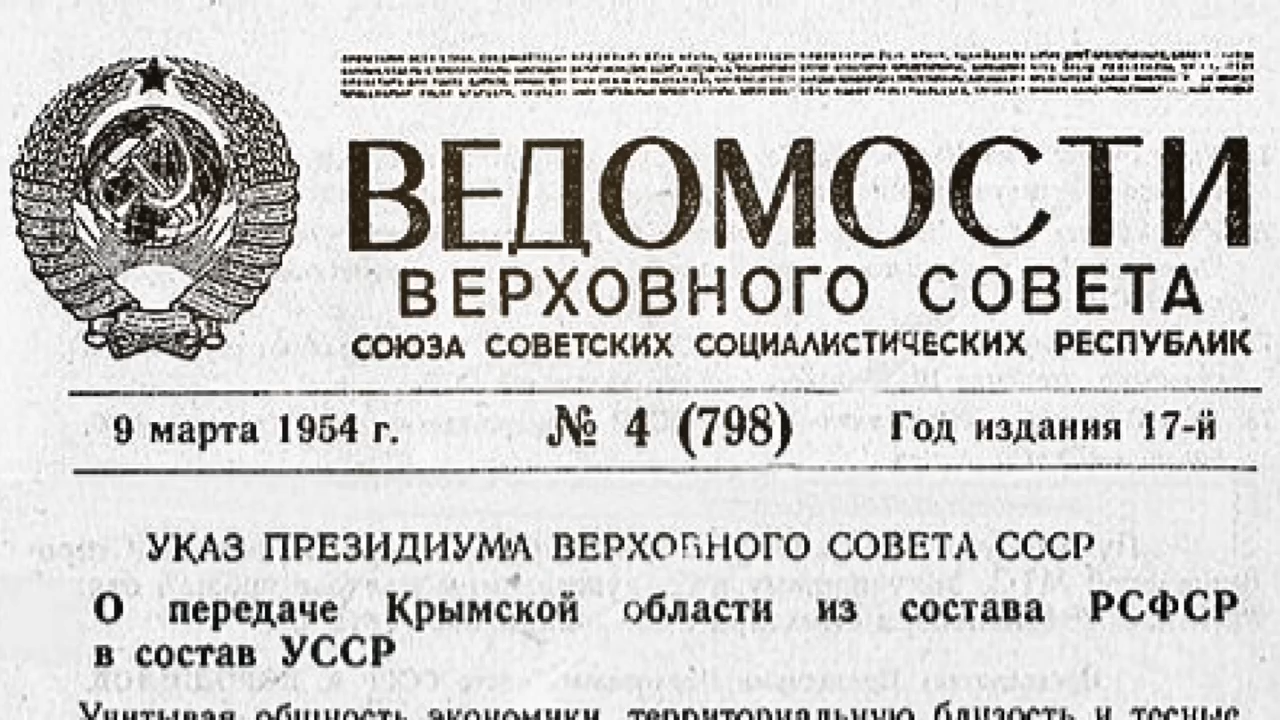 ВЕДОМОСТИ
ВЕРХОВНОГО СОВЕТА
СОЮЗА СОВЕТСКИХ СОЦИАЛИСТИЧЕСКИХ РЕСПУБЛИК
9 марта 1954 г. № 4 (798) Год издания 17-й
УКАЗ ПРЕЗИДИУМА ВЕРХОВНОГО СОВЕТА СССР
О передаче Крымской области из состава РСФСР
в состав УССР
Учитывая общность экономики, территориальную близость и тесные